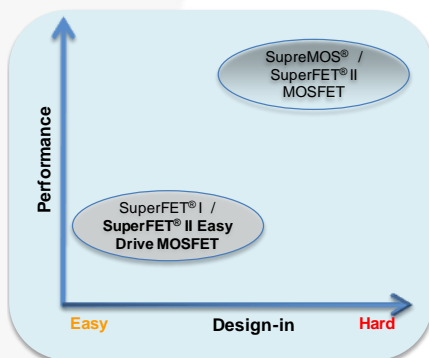 SupreMOS® /
SuperFET® II
MOSFET
Performance
SuperFET® I /
SuperFET® II Easy
Drive MOSFET
Easy Design-in Hard